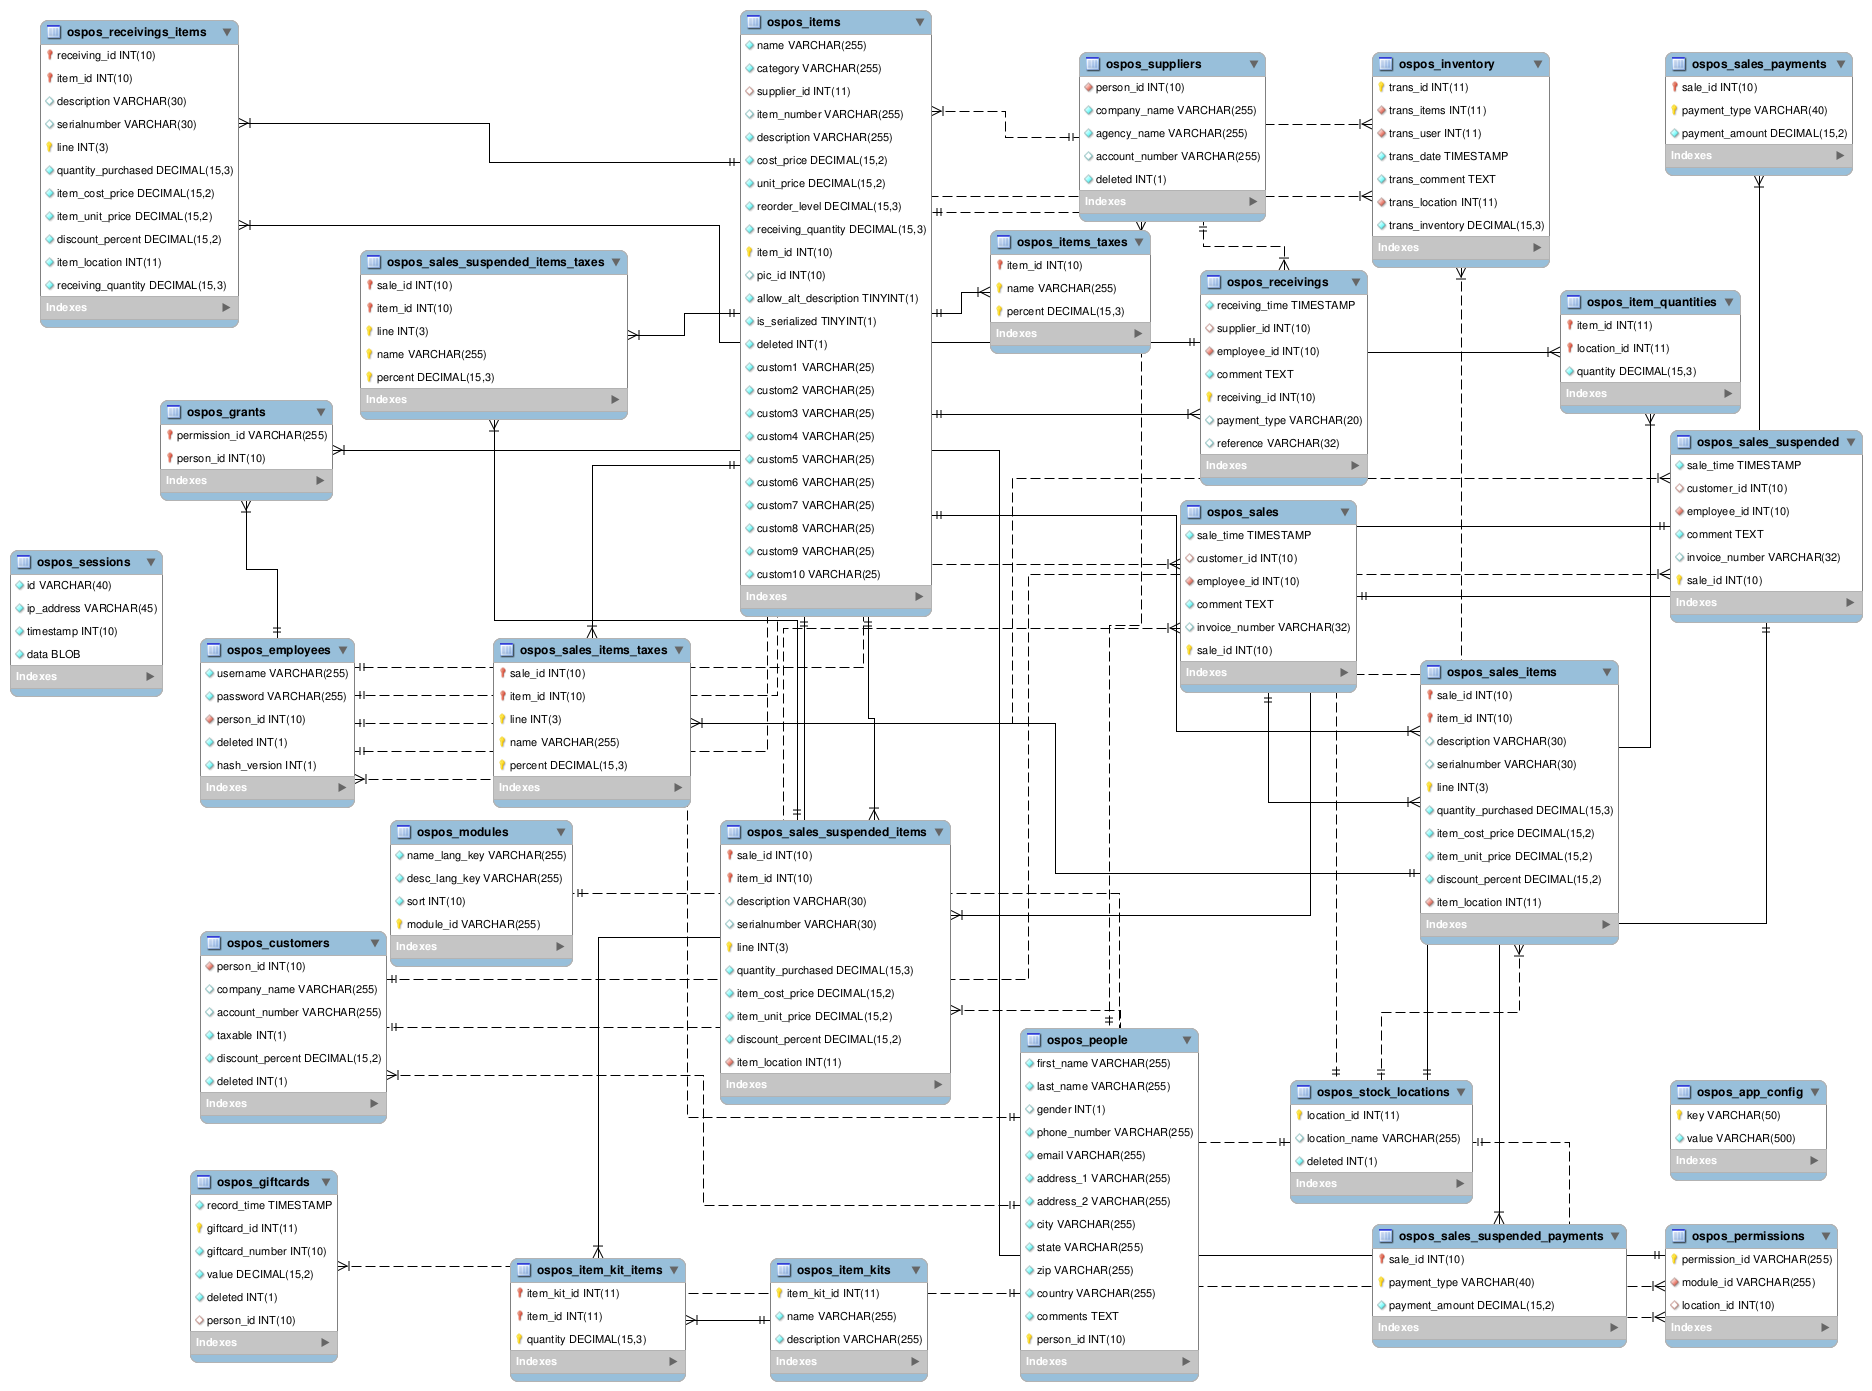 ospos_receivings_items
receiving_id INT(10)
item_id INT(10)
description VARCHAR(30)
serialnumber VARCHAR(30)
line INT(3)
quantity_purchased DECIMAL(15,3)
item_cost_price DECIMAL(15,2)
item_unit_price DECIMAL(15,2)
discount_percent DECIMAL(15,2)
item_location INT(11)
receiving_quantity DECIMAL(15,3)
Indexes
ospos_items
name VARCHAR(255)
category VARCHAR(255)
supplier_id INT(11)
item_number VARCHAR(255)
description VARCHAR(255)
cost_price DECIMAL(15,2)
unit_price DECIMAL(15,2)
reorder_level DECIMAL(15,3)
receiving_quantity DECIMAL(15,3)
item_id INT(10)
pic_id INT(10)
allow_alt_description TINYINT(1)
is_serialized TINYINT(1)
deleted INT(1)
custom1 VARCHAR(25)
custom2 VARCHAR(25)
custom3 VARCHAR(25)
custom4 VARCHAR(25)
custom5 VARCHAR(25)
custom6 VARCHAR(25)
custom7 VARCHAR(25)
custom8 VARCHAR(25)
custom9 VARCHAR(25)
custom10 VARCHAR(25)
Indexes
ospos_suppliers
person_id INT(10)
company_name VARCHAR(255)
agency_name VARCHAR(255)
account_number VARCHAR(255)
deleted INT(1)
Indexes
ospos_inventory
trans_id INT(11)
trans_items INT(11)
trans_user INT(11)
trans_date TIMESTAMP
trans_comment TEXT
trans_location INT(11)
trans_inventory DECIMAL(15,3)
Indexes
ospos_sales_payments
sale_id INT(10)
payment_type VARCHAR(40)
payment_amount DECIMAL(15,2)
Indexes
ospos_sales_suspended_items_taxes
sale_id INT(10)
item_id INT(10)
line INT(3)
name VARCHAR(255)
percent DECIMAL(15,3)
Indexes
ospos_items_taxes
item_id INT(10)
name VARCHAR(255)
percent DECIMAL(15,3)
Indexes
ospos_receivings
receiving_time TIMESTAMP
supplier_id INT(10)
employee_id INT(10)
comment TEXT
receiving_id INT(10)
payment_type VARCHAR(20)
reference VARCHAR(32)
Indexes
ospos_item_quantities
item_id INT(11)
location_id INT(11)
quantity DECIMAL(15,3)
Indexes
ospos_grants
permission_id VARCHAR(255)
person_id INT(10)
Indexes
ospos_sales_suspended
sale_time TIMESTAMP
customer_id INT(10)
employee_id INT(10)
comment TEXT
invoice_number VARCHAR(32)
sale_id INT(10)
Indexes
ospos_sales
sale_time TIMESTAMP
customer_id INT(10)
employee_id INT(10)
comment TEXT
invoice_number VARCHAR(32)
sale_id INT(10)
Indexes
ospos_sessions
id VARCHAR(40)
ip_address VARCHAR(45)
timestamp INT(10)
data BLOB
Indexes
ospos_employees
username VARCHAR(255)
password VARCHAR(255)
person_id INT(10)
deleted INT(1)
hash_version INT(1)
Indexes
ospos_sales_items_taxes
sale_id INT(10)
item_id INT(10)
line INT(3)
name VARCHAR(255)
percent DECIMAL(15,3)
Indexes
ospos_sales_items
sale_id INT(10)
item_id INT(10)
description VARCHAR(30)
serialnumber VARCHAR(30)
line INT(3)
quantity_purchased DECIMAL(15,3)
item_cost_price DECIMAL(15,2)
item_unit_price DECIMAL(15,2)
discount_percent DECIMAL(15,2)
item_location INT(11)
Indexes
ospos_modules
name_lang_key VARCHAR(255)
desc_lang_key VARCHAR(255)
sort INT(10)
module_id VARCHAR(255)
Indexes
ospos_sales_suspended_items
sale_id INT(10)
item_id INT(10)
description VARCHAR(30)
serialnumber VARCHAR(30)
line INT(3)
quantity_purchased DECIMAL(15,3)
item_cost_price DECIMAL(15,2)
item_unit_price DECIMAL(15,2)
discount_percent DECIMAL(15,2)
item_location INT(11)
Indexes
ospos_customers
person_id INT(10)
company_name VARCHAR(255)
account_number VARCHAR(255)
taxable INT(1)
discount_percent DECIMAL(15,2)
deleted INT(1)
Indexes
ospos_people
first_name VARCHAR(255)
last_name VARCHAR(255)
gender INT(1)
phone_number VARCHAR(255)
email VARCHAR(255)
address_1 VARCHAR(255)
address_2 VARCHAR(255)
city VARCHAR(255)
state VARCHAR(255)
zip VARCHAR(255)
country VARCHAR(255)
comments TEXT
person_id INT(10)
Indexes
ospos_stock_locations
location_id INT(11)
location_name VARCHAR(255)
deleted INT(1)
Indexes
ospos_app_config
key VARCHAR(50)
value VARCHAR(500)
Indexes
ospos_giftcards
record_time TIMESTAMP
giftcard_id INT(11)
giftcard_number INT(10)
value DECIMAL(15,2)
deleted INT(1)
person_id INT(10)
Indexes
ospos_item_kit_items
item_kit_id INT(11)
item_id INT(11)
quantity DECIMAL(15,3)
Indexes
ospos_item_kits
item_kit_id INT(11)
name VARCHAR(255)
description VARCHAR(255)
Indexes
ospos_sales_suspended_payments
sale_id INT(10)
payment_type VARCHAR(40)
payment_amount DECIMAL(15,2)
Indexes
ospos_permissions
permission_id VARCHAR(255)
module_id VARCHAR(255)
location_id INT(10)
Indexes